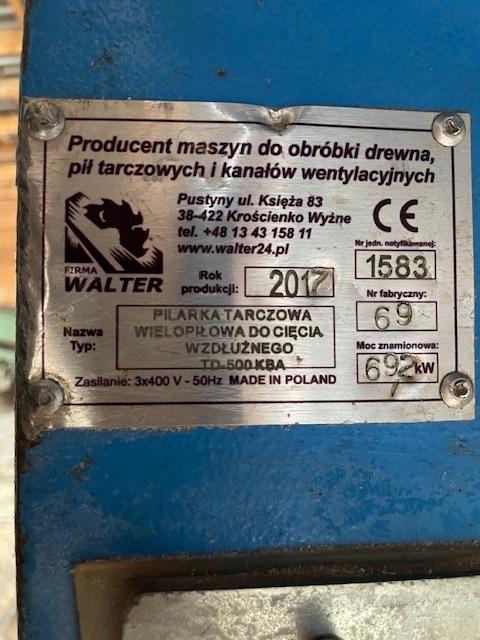 Producent maszyn do obróbki drewna,
pił tarczowych i kanałów wentylacyjnych
Pustyny ul. Księża 83
38-422 Krościenko Wyżne
tel. +48 13 43 158 11
www.walter24.pl
CE
Nr jedn. notyfikowanej:
1583
FIRMA
WALTER
Rok
produkcji:
2017
Nr fabryczny:
69
Nazwa
Typ:
PILARKA TARCZOWA
WIELOPIŁOWA DO CIĘCIA
WZDŁUŻNEGO
TD-500 KBA
Moc znamionowa:
692 kW
Zasilanie: 3x400 V - 50Hz MADE IN POLAND